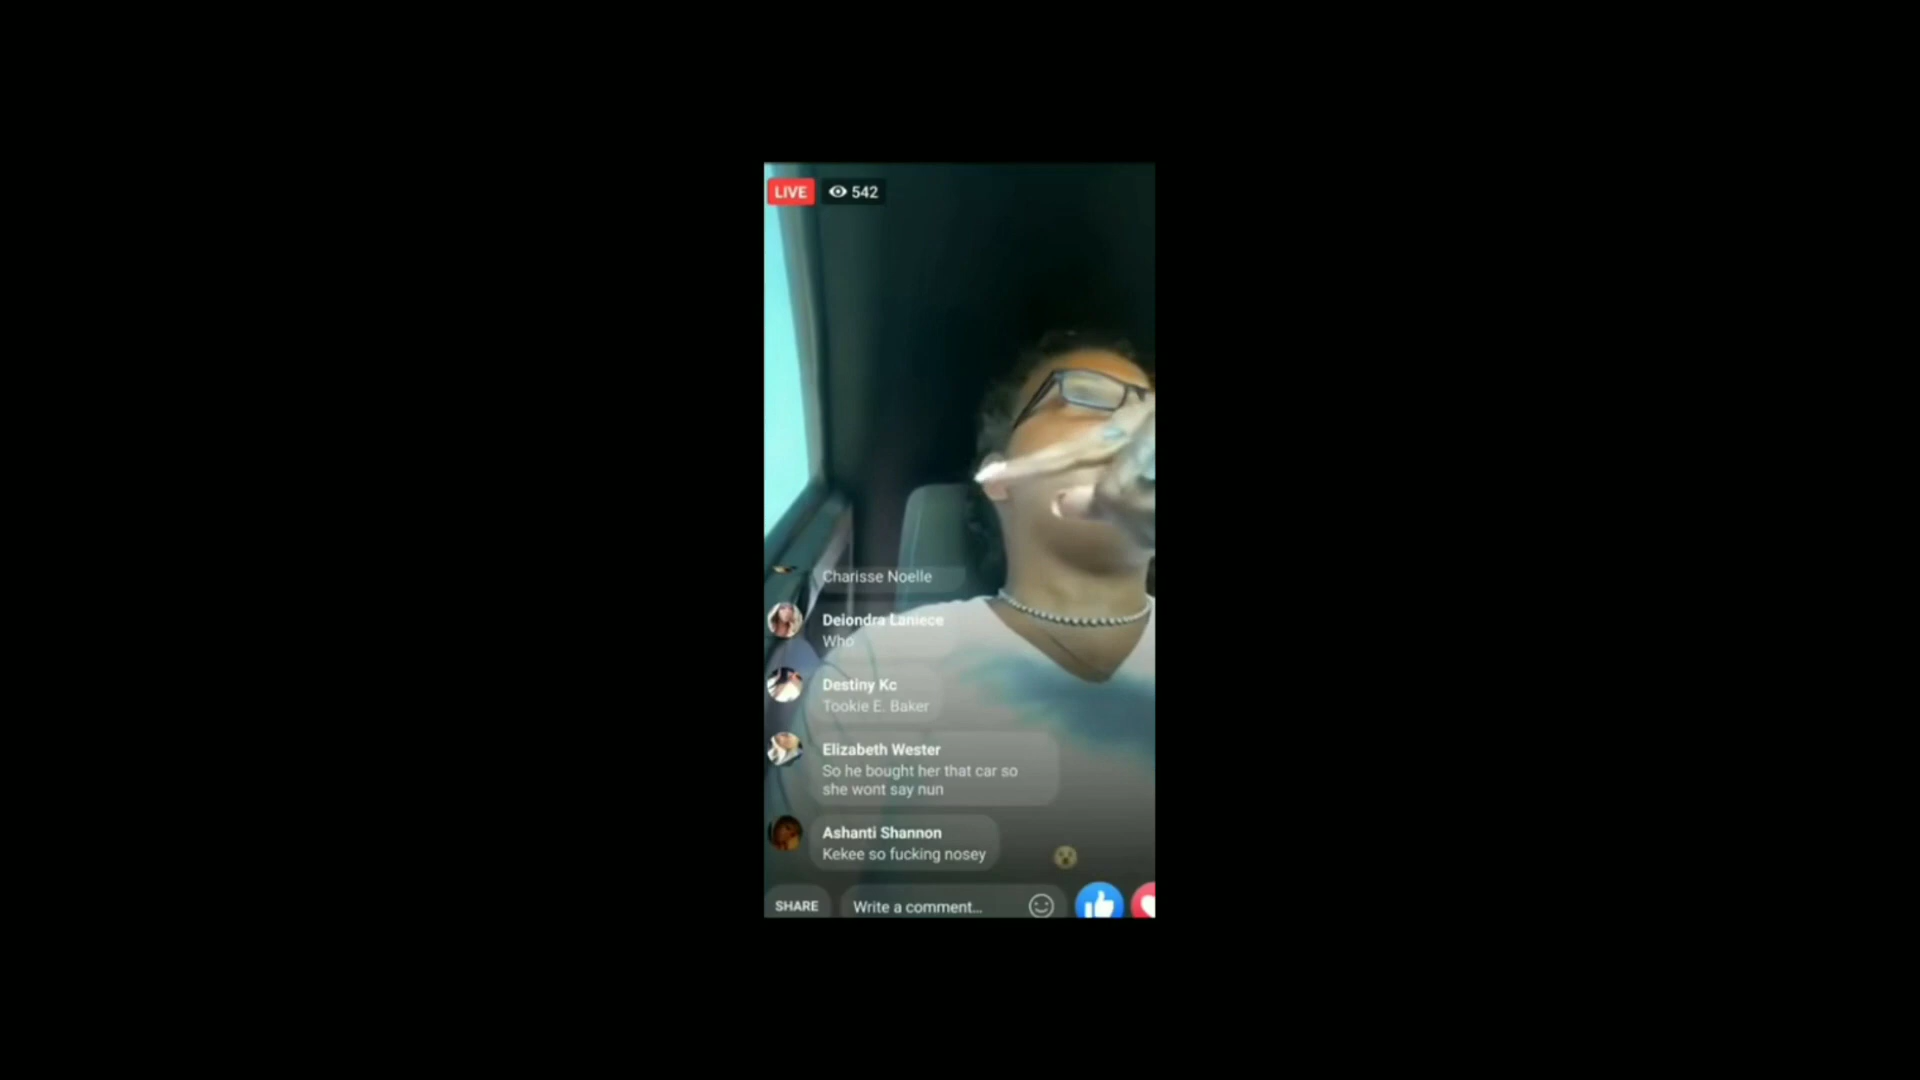 LIVE 542
Charisse Noelle
Deiondra Laniece
Who
Destiny Kc
Tookie E. Baker
Elizabeth Wester
So he bought her that car so
she wont say nun
Ashanti Shannon
Kekee so fucking nosey
SHARE Write a comment...